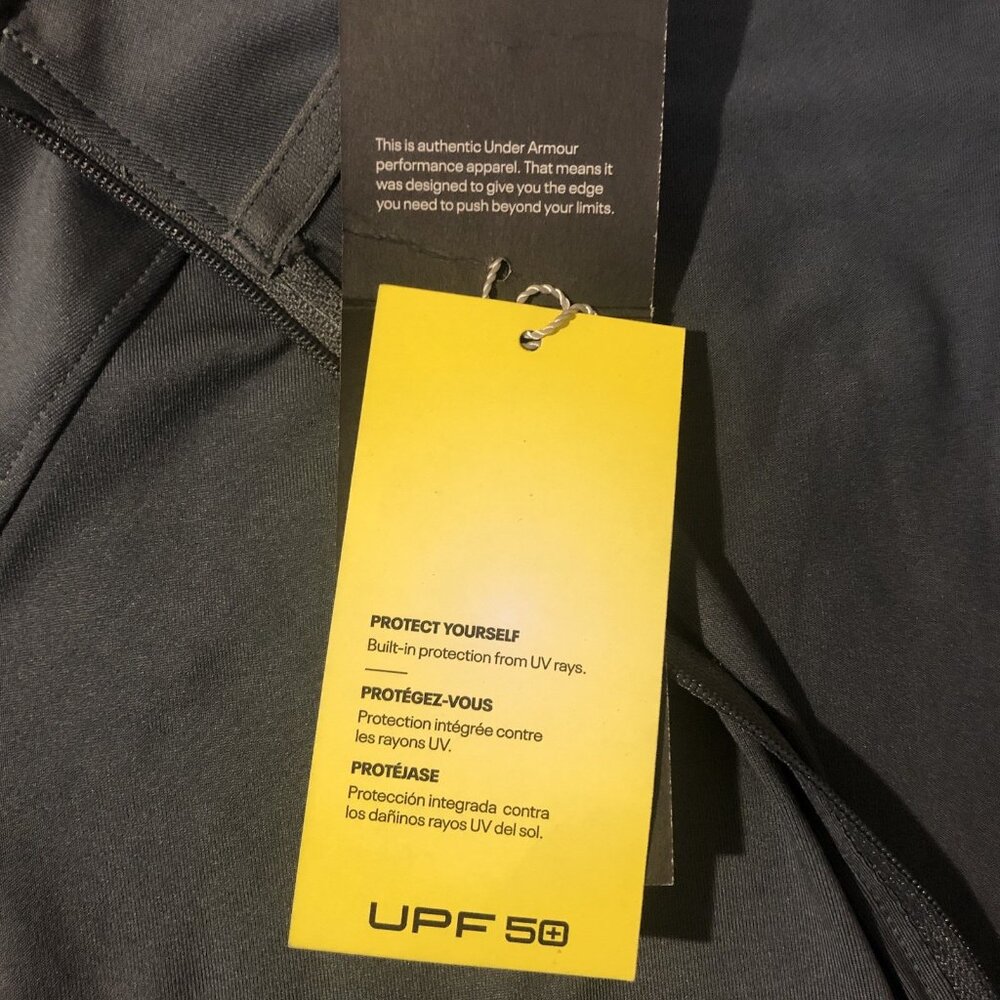 This is authentic Under Armour
performance apparel. That means it
was designed to give you the edge
you need to push beyond your limits.
PROTECT YOURSELF
Built-in protection from UV rays.
PROTÉGEZ-VOUS
Protection intégrée contre
les rayons UV.
PROTÉJASE
Protección integrada contra
los dañinos rayos UV del sol.
UPF 50+